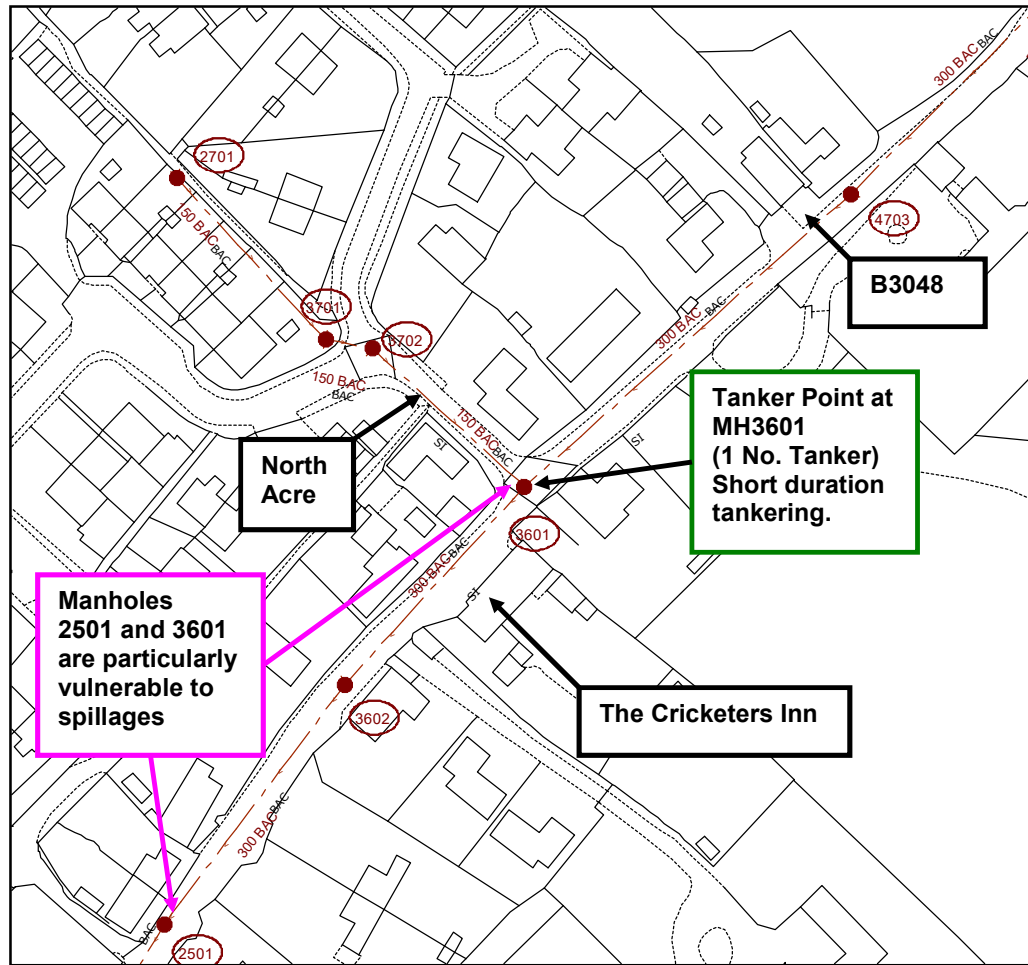 300 BAC
BAC
2701
4703
150 BAC
BAC
B3048
3701
3702
300 BAC
BAC
150 BAC
BAC
Tanker Point at
MH3601
(1 No. Tanker)
Short duration
tankering.
150 BAC
BAC
SI
SI
North
Acre
3601
300 BAC
BAC
SI
Manholes
2501 and 3601
are particularly
vulnerable to
spillages
The Cricketers Inn
3602
300 BAC
BAC
BAC
2501